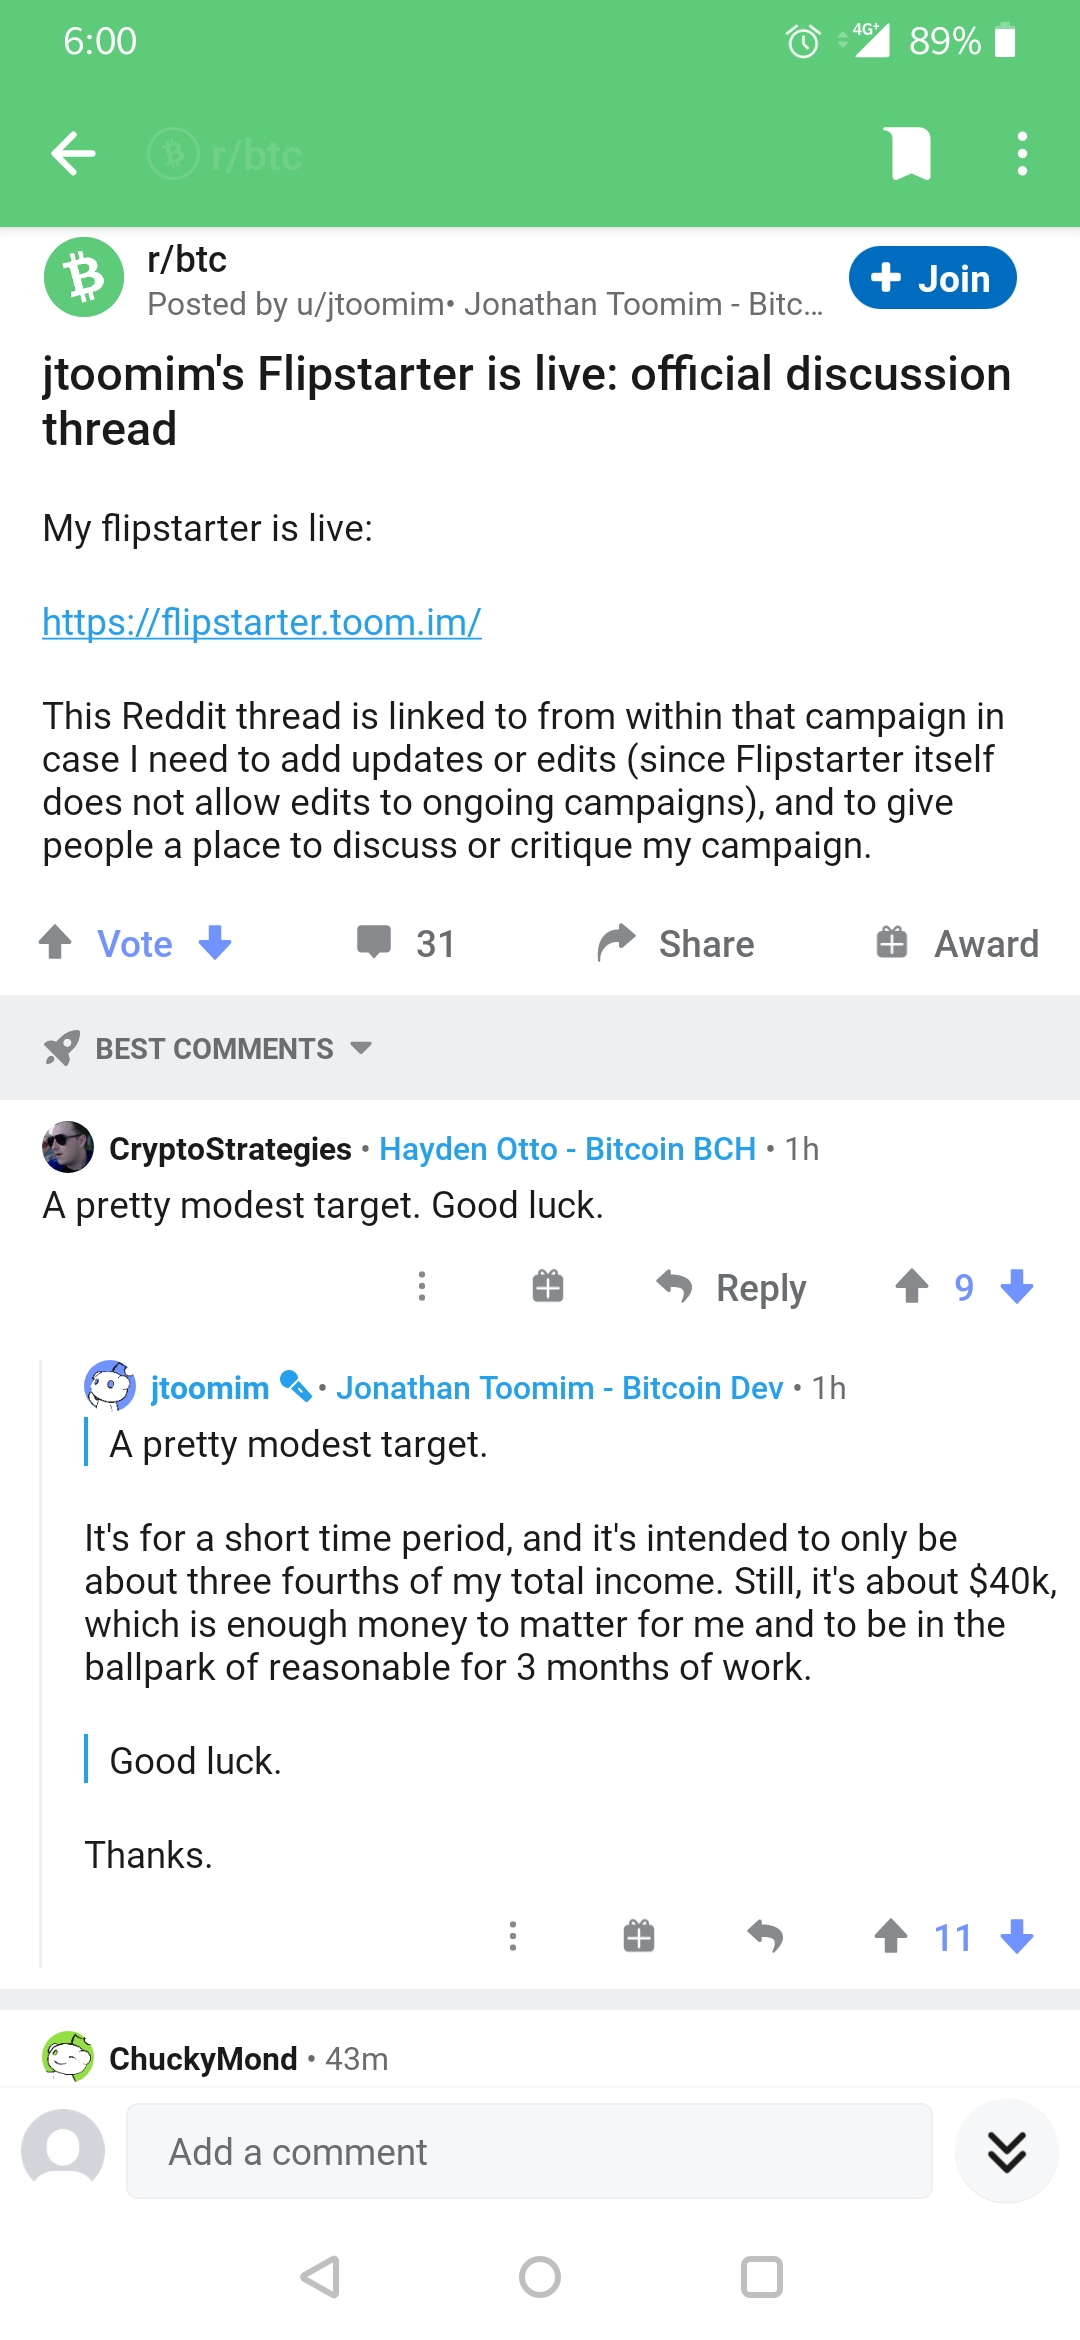 6:00
4G+ 89%
r/btc
r/btc
Join
Posted by u/jtoomim• Jonathan Toomim - Bitc...
jtoomim's Flipstarter is live: official discussion
thread
My flipstarter is live:
https://flipstarter.toom.im/
This Reddit thread is linked to from within that campaign in
case I need to add updates or edits (since Flipstarter itself
does not allow edits to ongoing campaigns), and to give
people a place to discuss or critique my campaign.
Vote 31 Share Award
BEST COMMENTS
CryptoStrategies • Hayden Otto - Bitcoin BCH • 1h
A pretty modest target. Good luck.
Reply 9
jtoomim • Jonathan Toomim - Bitcoin Dev • 1h
A pretty modest target.
It's for a short time period, and it's intended to only be
about three fourths of my total income. Still, it's about $40k,
which is enough money to matter for me and to be in the
ballpark of reasonable for 3 months of work.
Good luck.
Thanks.
11
ChuckyMond • 43m
Add a comment